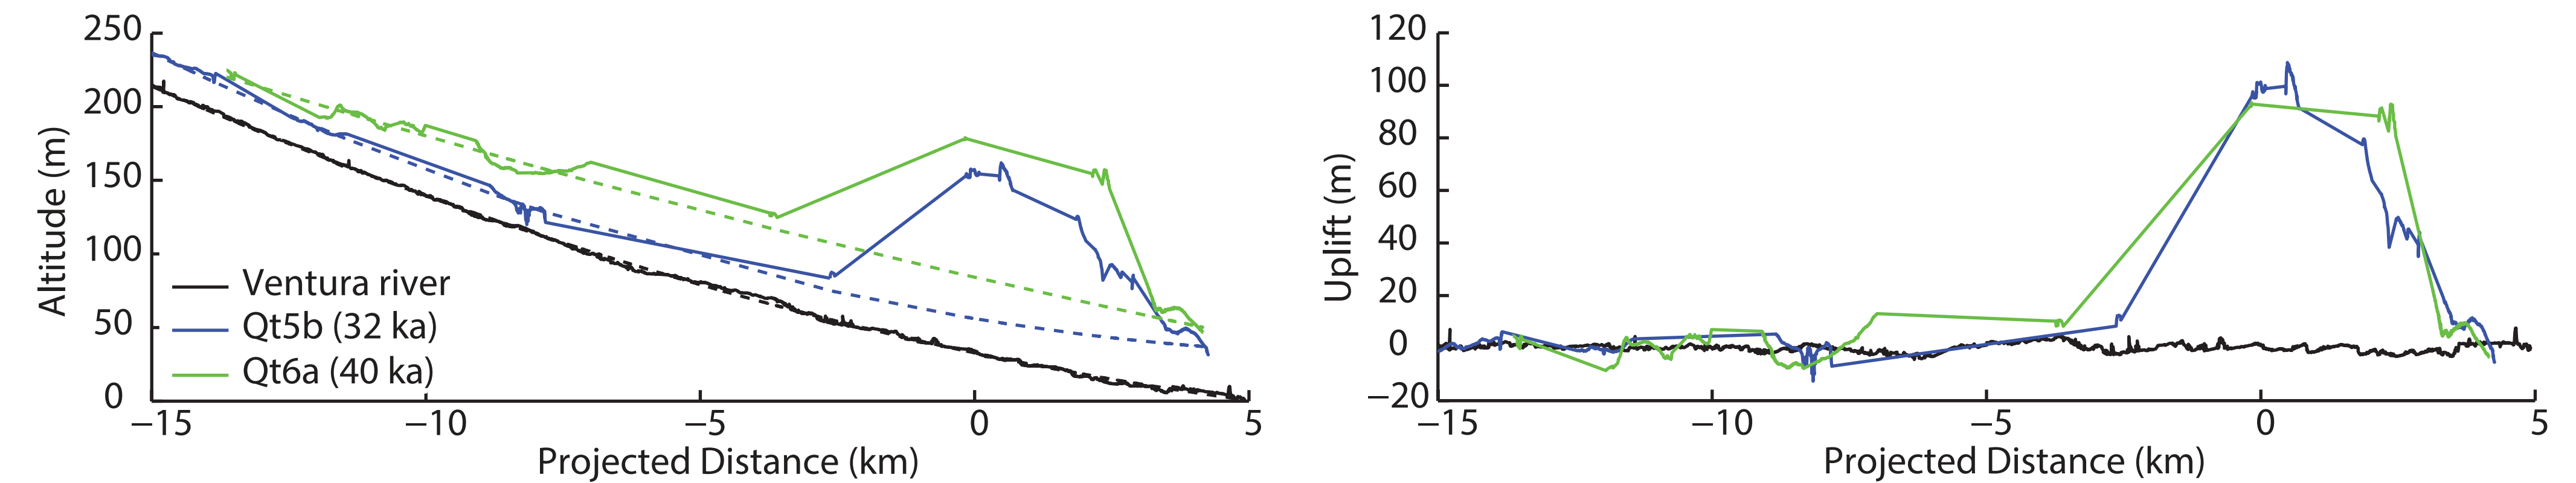 250
200
150
100
50
0
Altitude (m)
Ventura river
Qt5b (32 ka)
Qt6a (40 ka)
−15 −10 −5 0 5
Projected Distance (km)
120
100
80
60
40
20
0
−20
Uplift (m)
−15 −10 −5 0 5
Projected Distance (km)